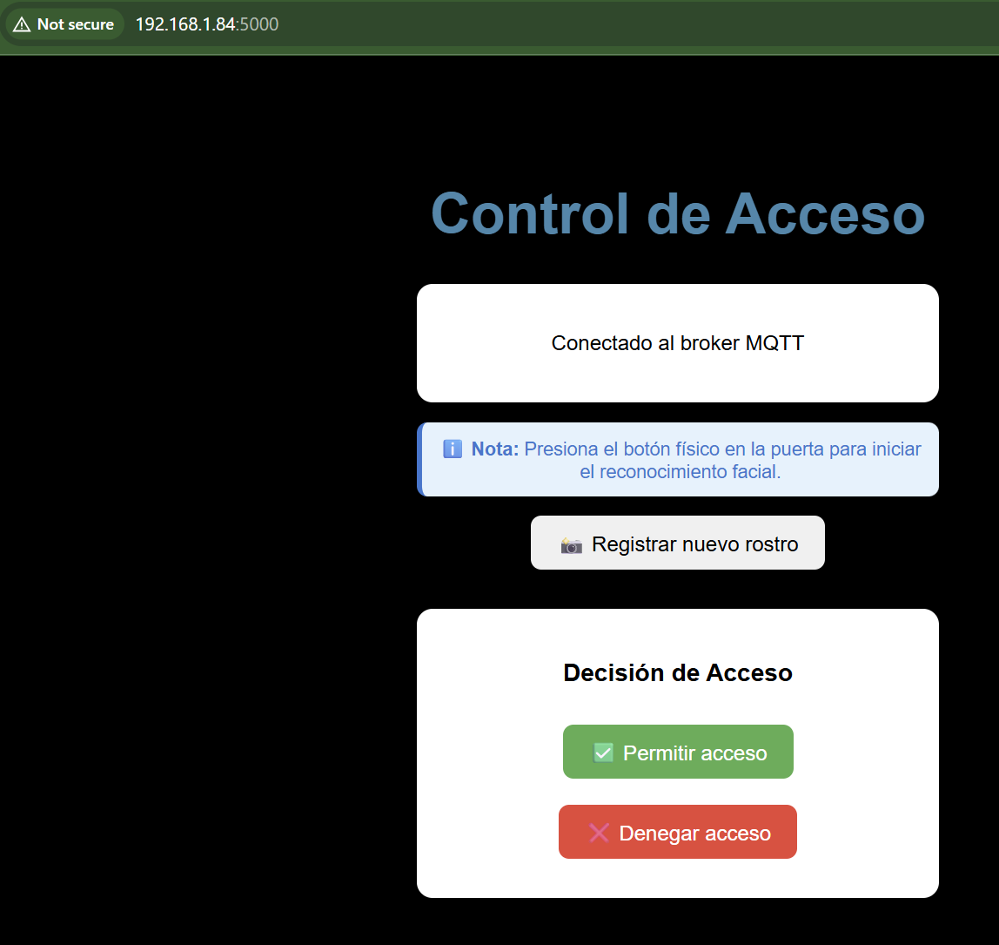 Not secure 192.168.1.84:5000
Control de Acceso
Conectado al broker MQTT
ℹ️ Nota: Presiona el botón físico en la puerta para iniciar
el reconocimiento facial.
📸 Registrar nuevo rostro
Decisión de Acceso
✅ Permitir acceso
❌ Denegar acceso